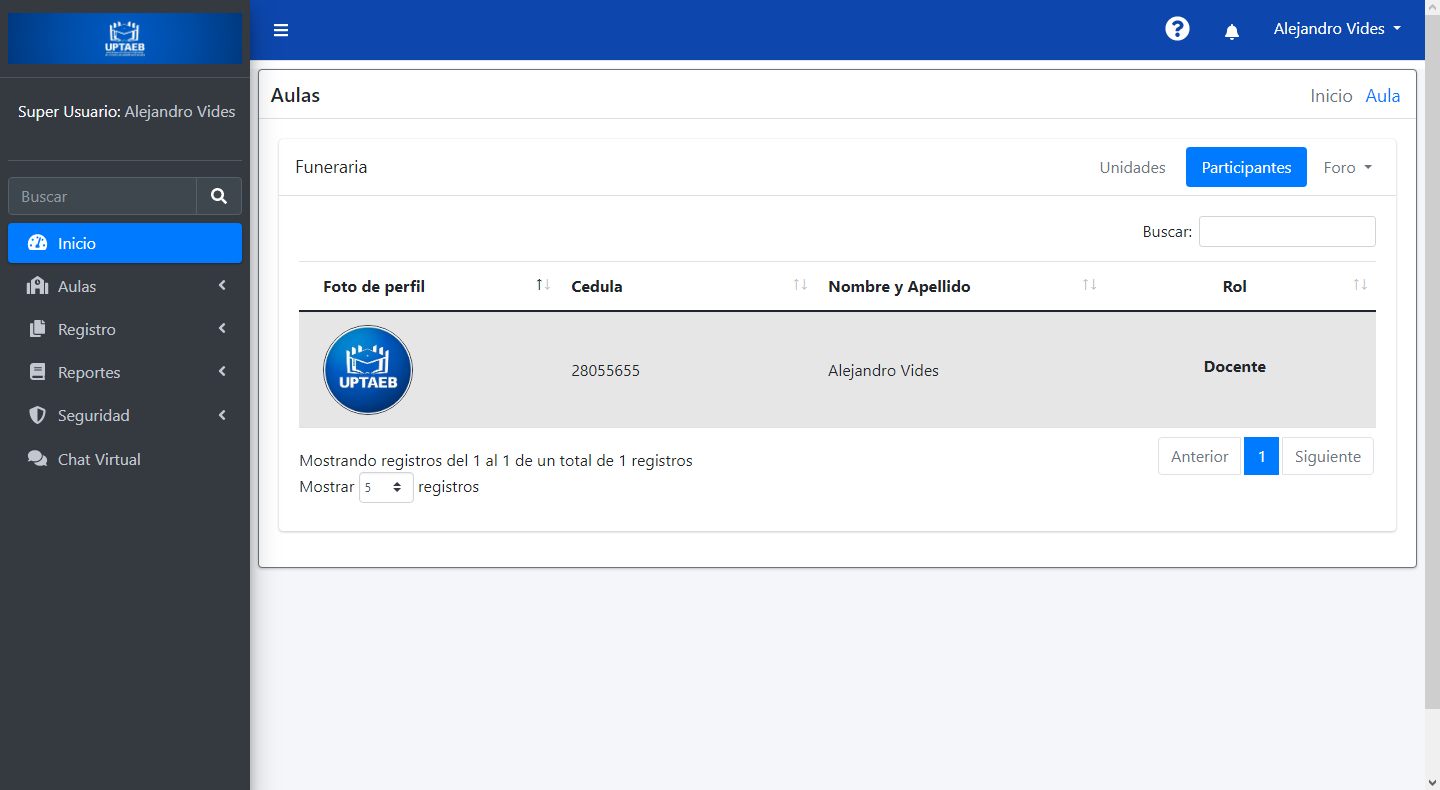 UPTAEB
Alejandro Vides
Super Usuario: Alejandro Vides
Buscar
Inicio
Aulas
Registro
Reportes
Seguridad
Chat Virtual
Aulas
Inicio Aula
Funeraria
Unidades Participantes Foro
Buscar:
Foto de perfil Cedula Nombre y Apellido Rol
UPTAEB
28055655 Alejandro Vides Docente
Mostrando registros del 1 al 1 de un total de 1 registros
Mostrar 5 registros
Anterior 1 Siguiente